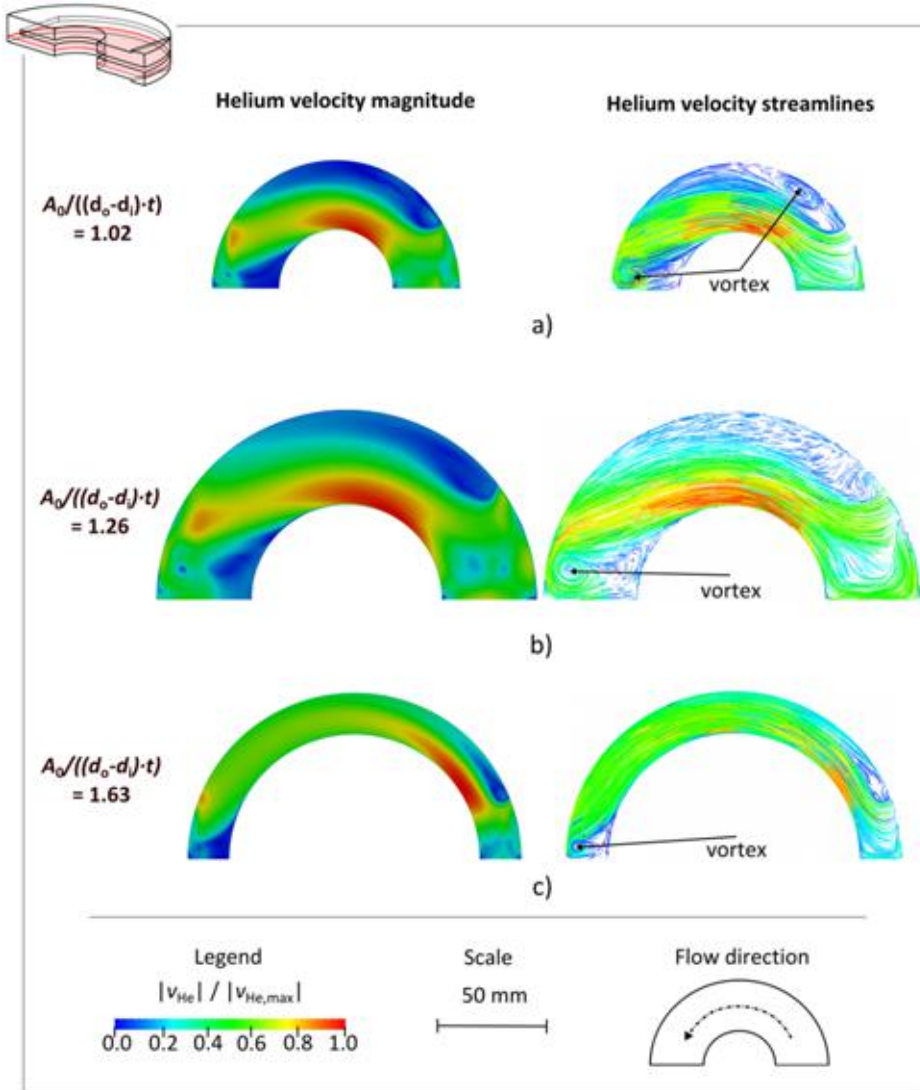 Helium velocity magnitude
Helium velocity streamlines
A₀/((dₒ-dᵢ)·t)
= 1.02
vortex
a)
A₀/((dₒ-dᵢ)·t)
= 1.26
vortex
b)
A₀/((dₒ-dᵢ)·t)
= 1.63
vortex
c)
Legend
|v_He| / |v_He,max|
0.0 0.2 0.4 0.6 0.8 1.0
Scale
50 mm
Flow direction